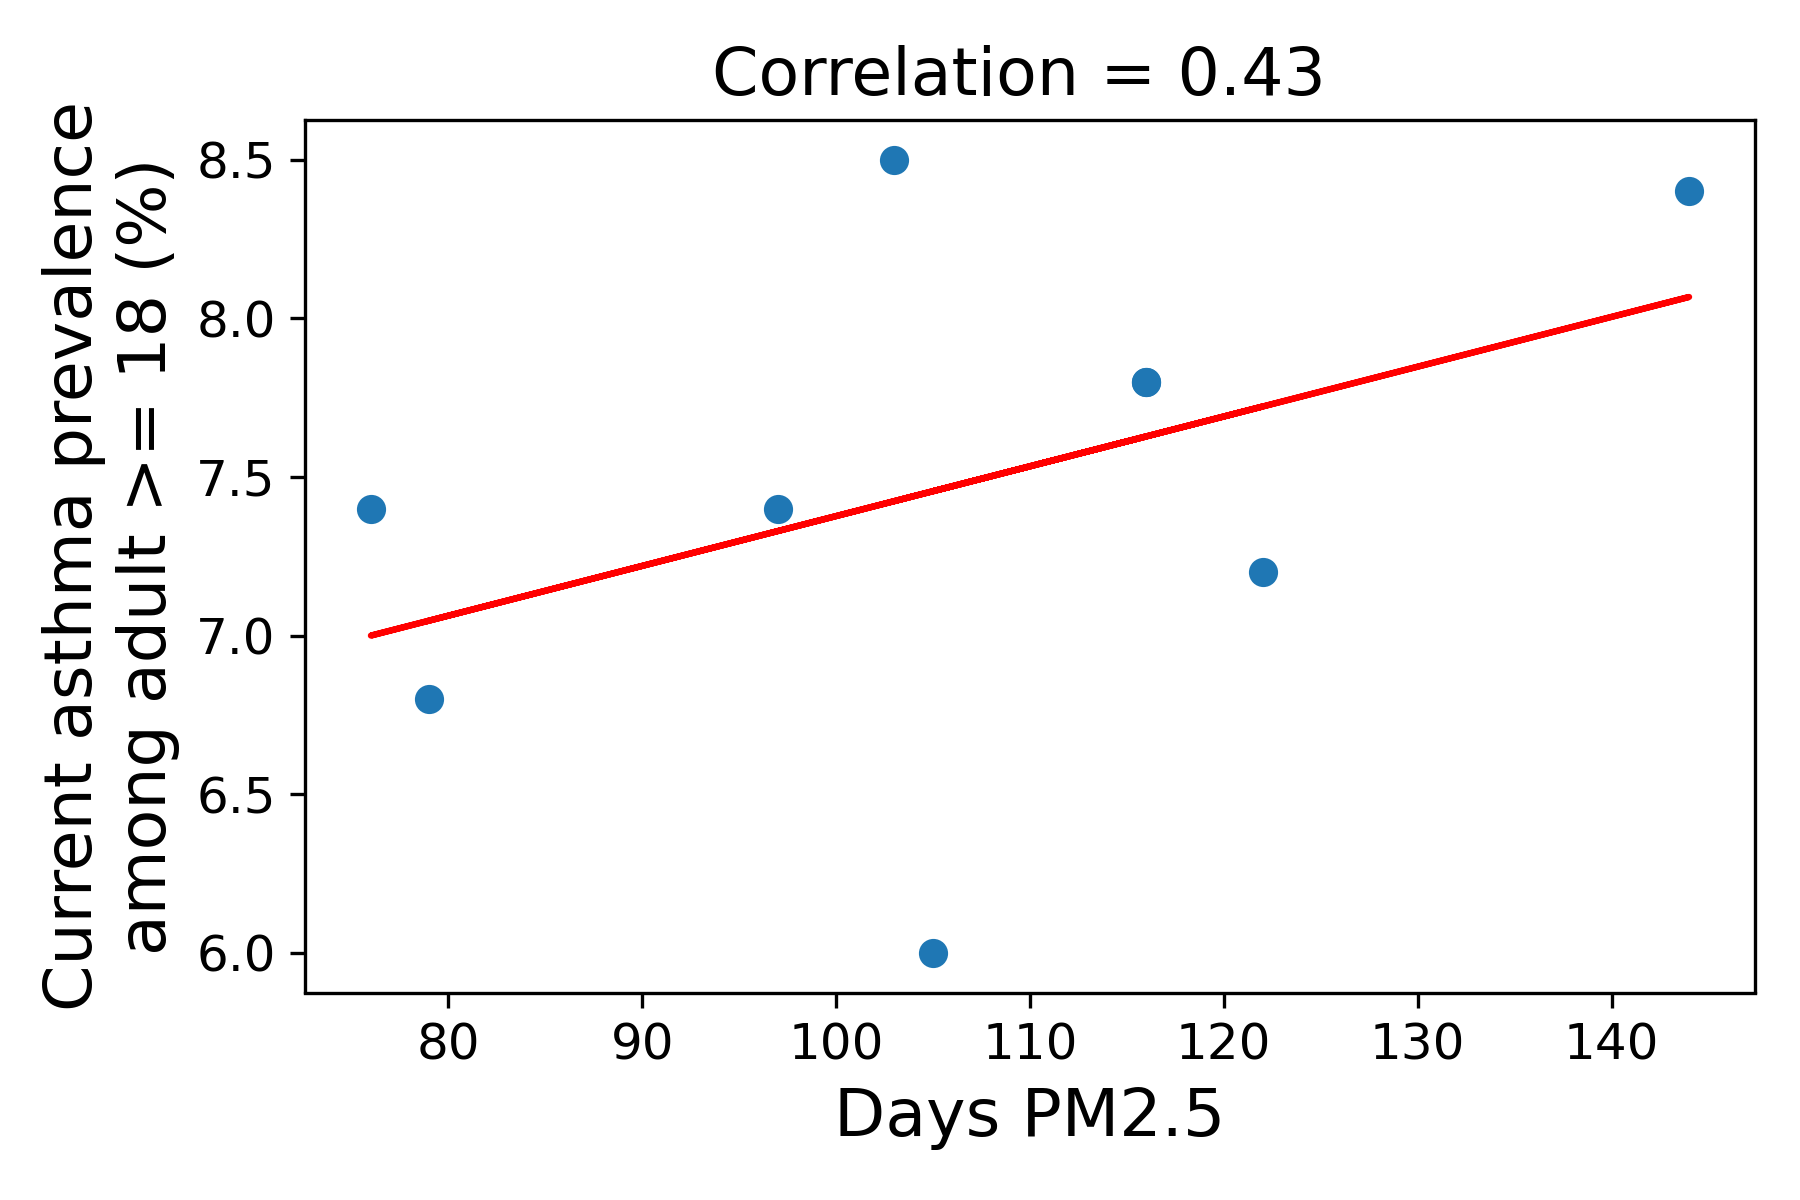 Correlation = 0.43
Current asthma prevalence
among adult >= 18 (%)
8.5
8.0
7.5
7.0
6.5
6.0
80 90 100 110 120 130 140
Days PM2.5